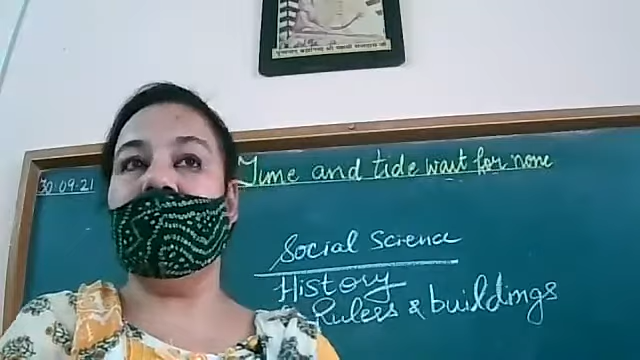 30.09.21
Time and tide wait for none
Social Science
History
Rulers & buildings